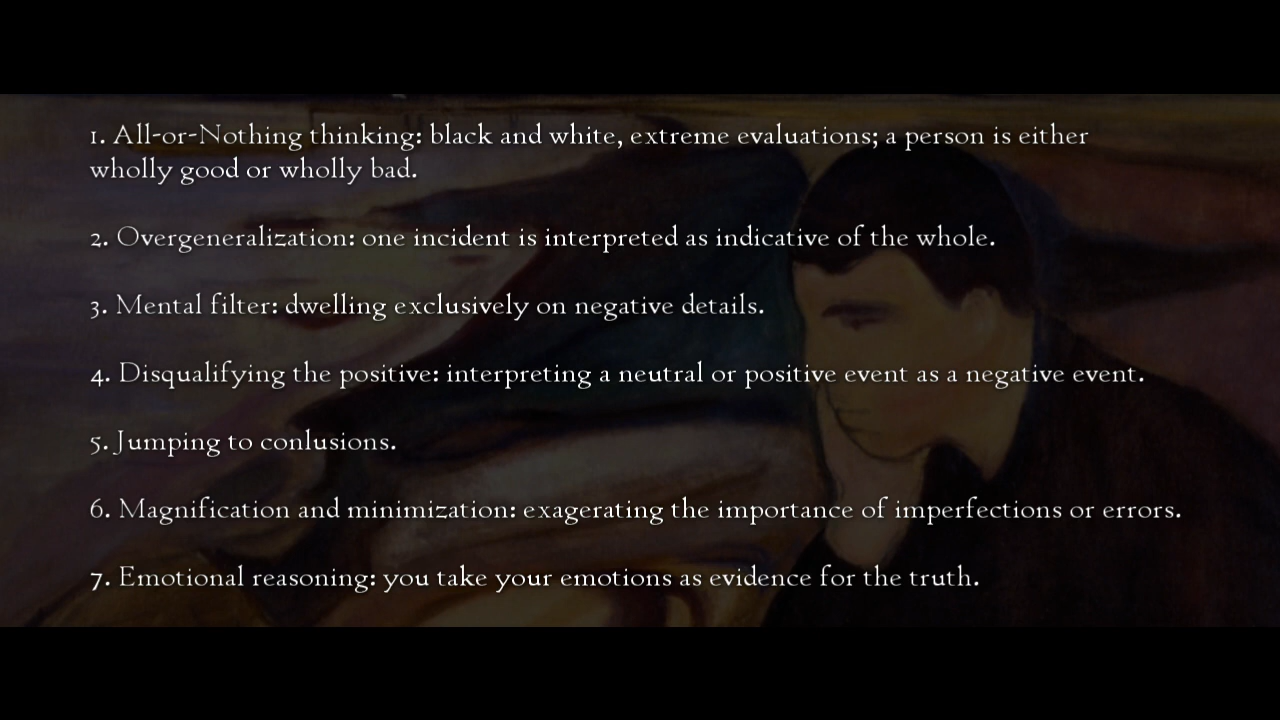 1. All-or-Nothing thinking: black and white, extreme evaluations; a person is either
wholly good or wholly bad.
2. Overgeneralization: one incident is interpreted as indicative of the whole.
3. Mental filter: dwelling exclusively on negative details.
4. Disqualifying the positive: interpreting a neutral or positive event as a negative event.
5. Jumping to conlusions.
6. Magnification and minimization: exagerating the importance of imperfections or errors.
7. Emotional reasoning: you take your emotions as evidence for the truth.